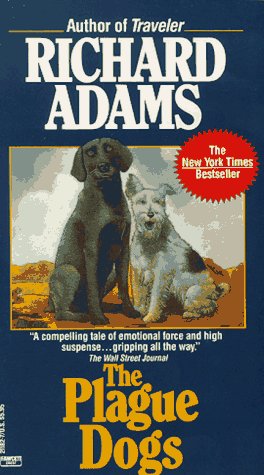 Author of Traveler
RICHARD
ADAMS
The
New York Times
Bestseller
"A compelling tale of emotional force and high
suspense...gripping all the way."
The Wall Street Journal
The
Plague
Dogs
FAWCETT